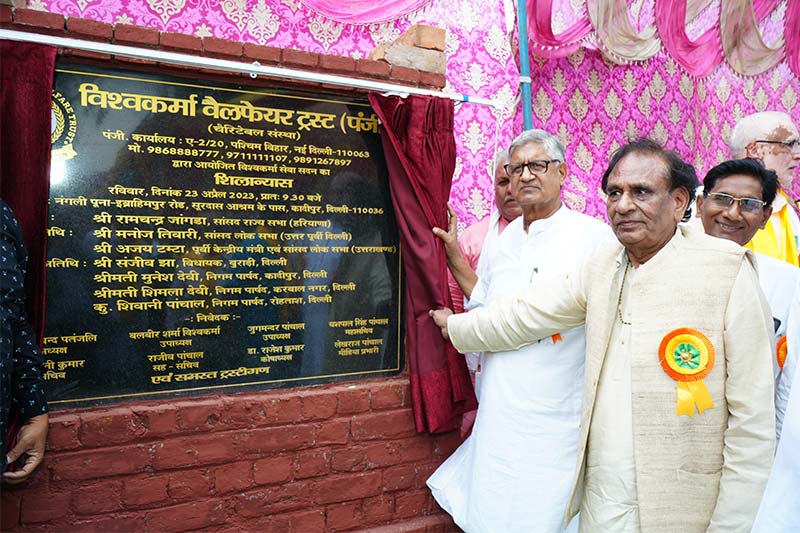 विश्वकर्मा वैलफेयर ट्रस्ट (पंजी
(चैरिटेबल संस्था)
पंजी. कार्यालय : ए-2/20, पश्चिम विहार, नई दिल्ली-110063
मो. 9868888777, 9711111107, 9891267897
द्वारा आयोजित विश्वकर्मा सेवा सदन का
शिलान्यास
रविवार, दिनांक 23 अप्रैल 2023, प्रातः 9.30 बजे
नंगली पूना-इब्राहिमपुर रोड, सूरदास आश्रम के पास, कादीपुर, दिल्ली-110036
श्री रामचन्द्र जांगडा, सांसद राज्य सभा (हरियाणा)
: श्री मनोज तिवारी, सांसद लोक सभा (उत्तर पूर्वी दिल्ली)
: श्री अजय टम्टा, पूर्वी केन्द्रीय मंत्री एवं सांसद लोक सभा (उत्तराखण्ड)
तिथि : श्री संजीव झा, विधायक, बुराड़ी, दिल्ली
श्रीमती मुनेश देवी, निगम पार्षद, कादीपुर, दिल्ली
श्रीमती शिमला देवी, निगम पार्षद, करवाल नगर, दिल्ली
कु. शिवानी पांचाल, निगम पार्षद, रोहताश, दिल्ली
-: निवेदक :-
न्द पतंजलि बलबीर शर्मा विश्वकर्मा जुगमन्दर पांचाल यशपाल पांचाल
उपाध्यक्ष उपाध्यक्ष महासचिव
राजीव पांचाल डा. राजेश कुमार लेखराज पांचाल
सचिव सह - सचिव कोषाध्यक्ष मीडिया प्रभारी
एवं समस्त ट्रस्टीगण